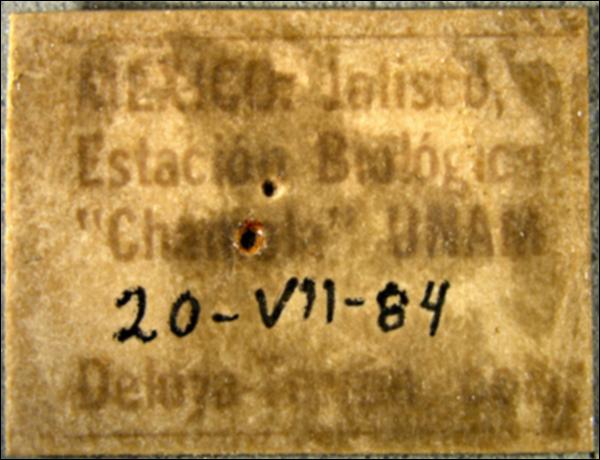 MEXICO: Jalisco,
Estación Biológica
"Chamela" UNAM
20-VII-84
Deloya